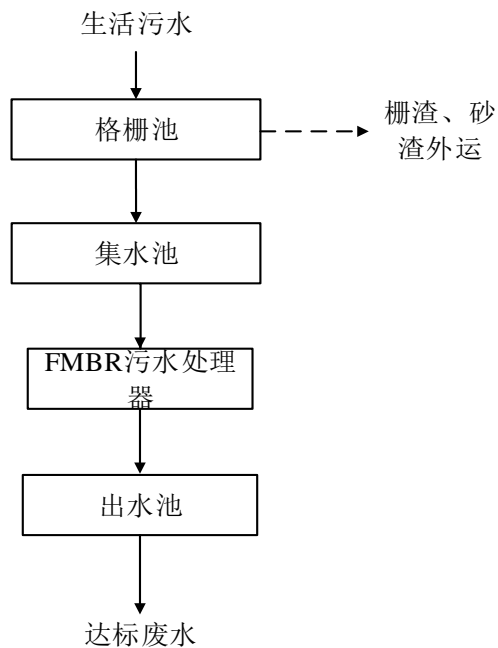 生活污水
格栅池
栅渣、砂
渣外运
集水池
FMBR污水处理
器
出水池
达标废水